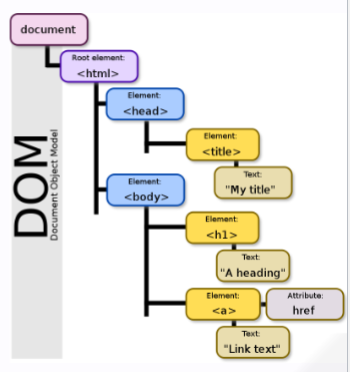 document
Root element:
<html>
Element:
<head>
Element:
<title>
Text:
"My title"
Element:
<body>
Element:
<h1>
Text:
"A heading"
Element:
<a>
Attribute:
href
Text:
"Link text"
DOM
Document Object Model